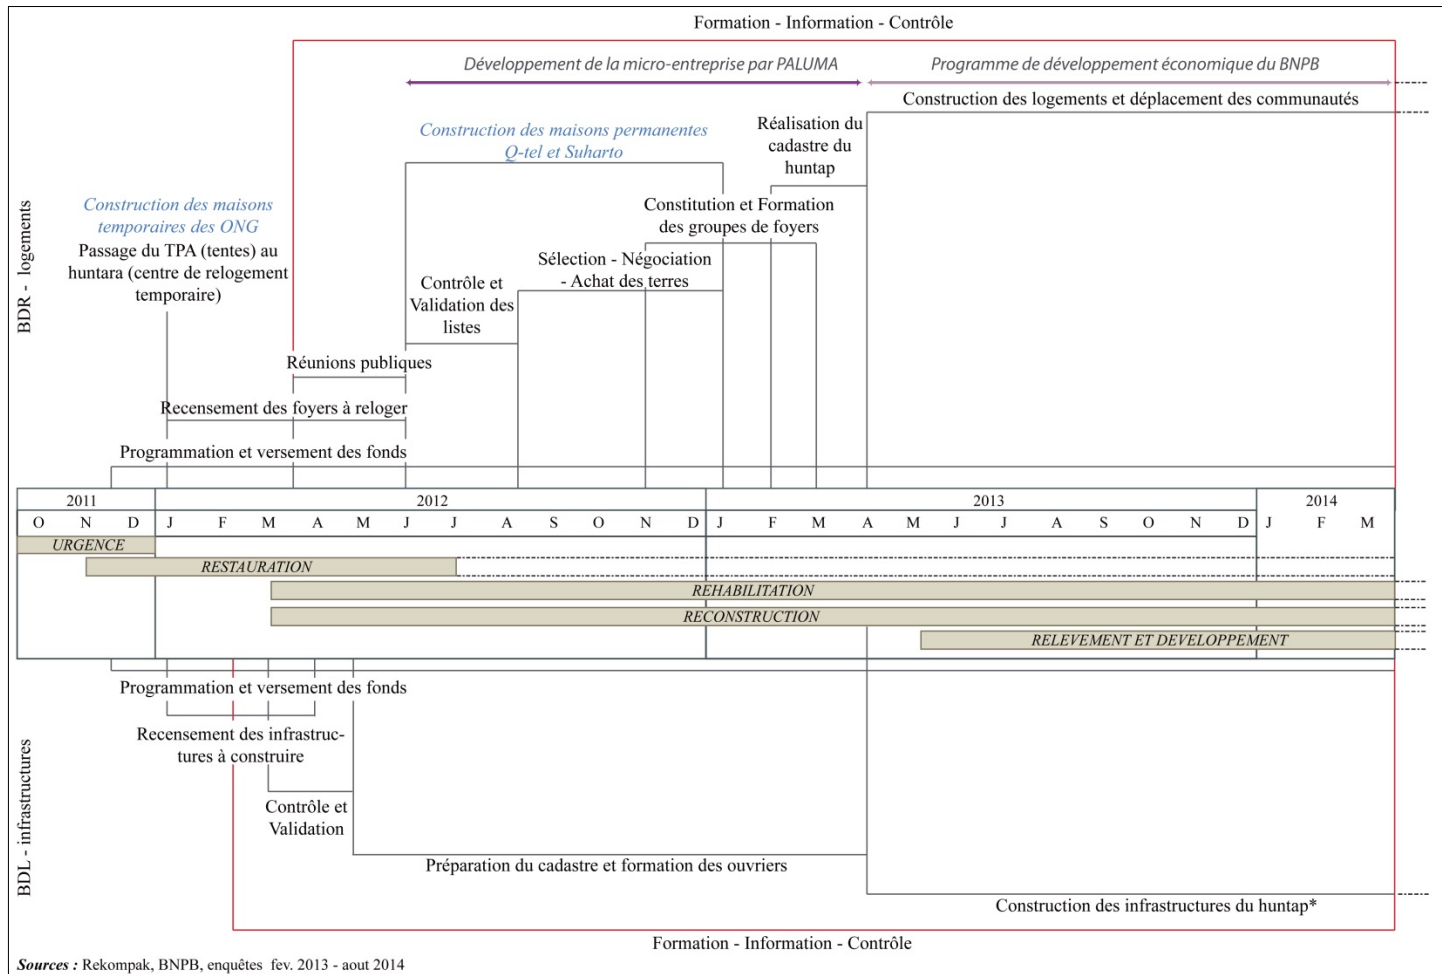 Formation - Information - Contrôle
Développement de la micro-entreprise par PALUMA
Programme de développement économique du BNPB
Construction des logements et déplacement des communautés
Construction des maisons permanentes
Q-tel et Suharto
Réalisation du
cadastre du
huntap
Construction des maisons
temporaires des ONG
Passage du TPA (tentes) au
huntara (centre de relogement
temporaire)
Constitution et Formation
des groupes de foyers
Sélection - Négociation
- Achat des terres
Contrôle et
Validation des
listes
Réunions publiques
Recensement des foyers à reloger
Programmation et versement des fonds
BDR - logements
2011 2012 2013 2014
O N D J F M A M J J A S O N D J F M A M J J A S O N D J F M
URGENCE
RESTAURATION
REHABILITATION
RECONSTRUCTION
RELEVEMENT ET DEVELOPPEMENT
Programmation et versement des fonds
Recensement des infrastruc-
tures à construire
Contrôle et
Validation
Préparation du cadastre et formation des ouvriers
Construction des infrastructures du huntap*
BDL - infrastructures
Formation - Information - Contrôle
Sources : Rekompak, BNPB, enquêtes fev. 2013 - aout 2014